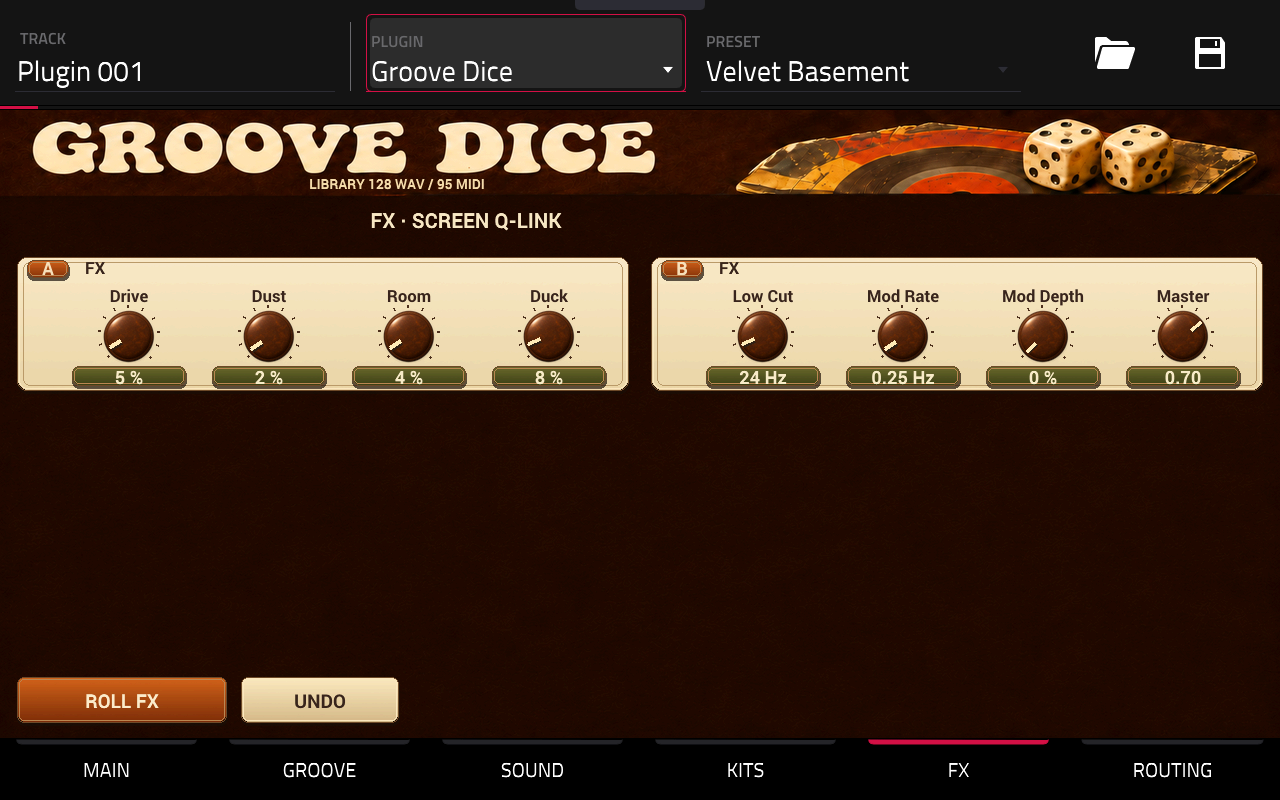 TRACK
Plugin 001
PLUGIN
Groove Dice
PRESET
Velvet Basement
GROOVE DICE
LIBRARY 128 WAV / 95 MIDI
FX · SCREEN Q-LINK
A FX
Drive Dust Room Duck
5 % 2 % 4 % 8 %
B FX
Low Cut Mod Rate Mod Depth Master
24 Hz 0.25 Hz 0 % 0.70
ROLL FX UNDO
MAIN GROOVE SOUND KITS FX ROUTING